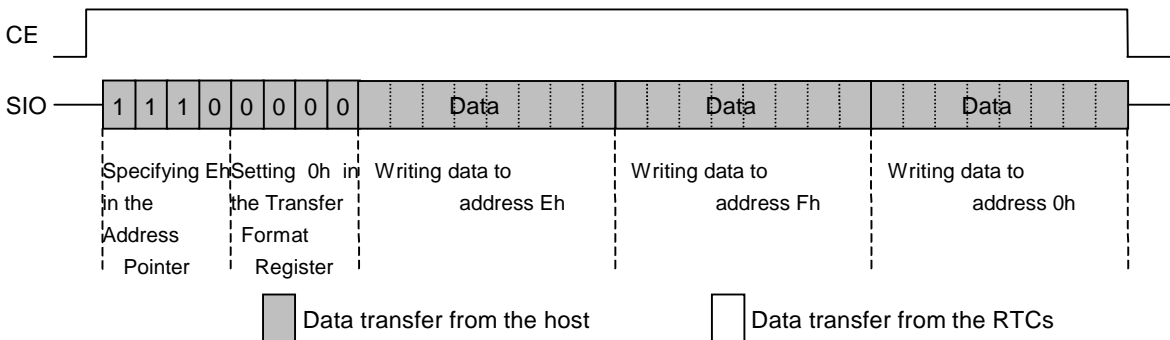 CE
SIO 1 1 1 0 0 0 0 0 Data Data Data
Specifying Eh Setting 0h in Writing data to Writing data to Writing data to
in the the Transfer address Eh address Fh address 0h
Address Format
Pointer Register
Data transfer from the host Data transfer from the RTCs